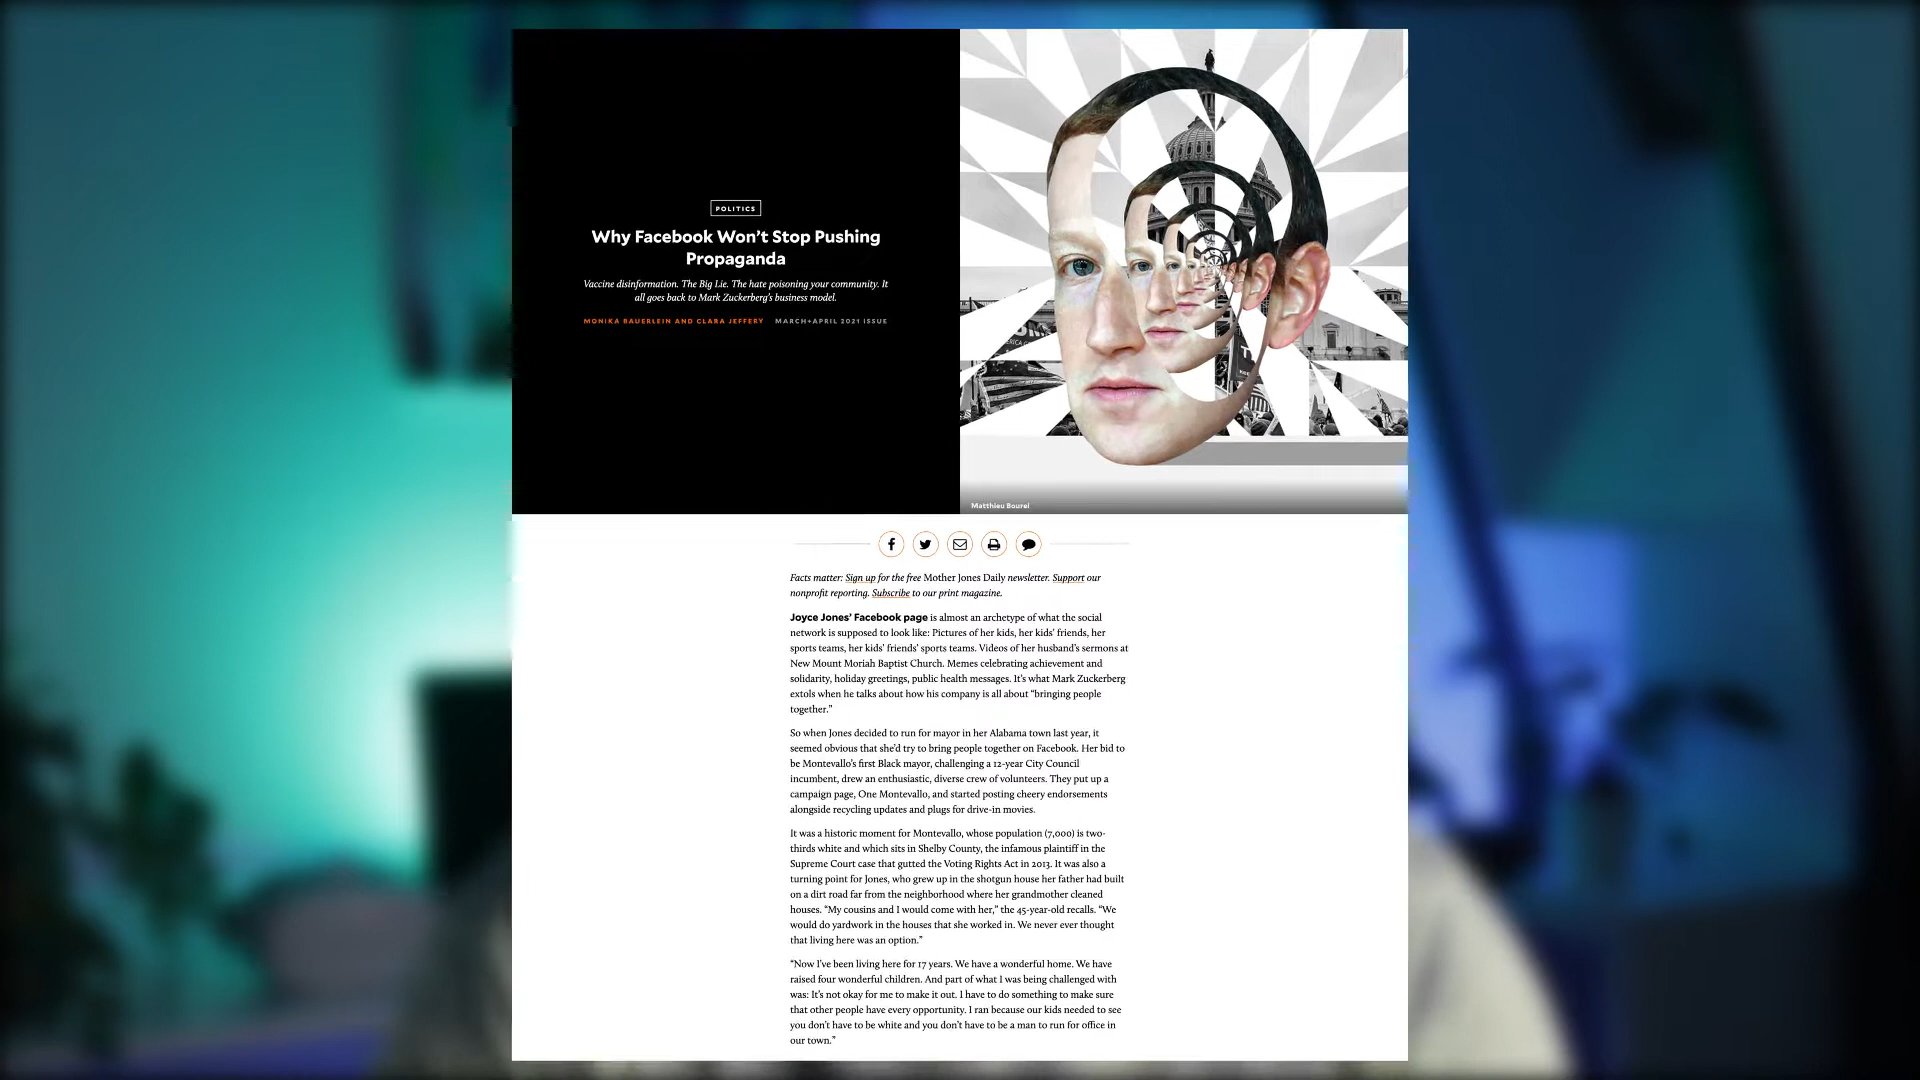 POLITICS
Why Facebook Won’t Stop Pushing
Propaganda
Vaccine disinformation. The Big Lie. The hate poisoning your community. It
all goes back to Mark Zuckerberg’s business model.
MONIKA BAUERLEIN AND CLARA JEFFERY MARCH+APRIL 2021 ISSUE
Matthieu Bourel
Facts matter: Sign up for the free Mother Jones Daily newsletter. Support our
nonprofit reporting. Subscribe to our print magazine.
Joyce Jones’ Facebook page is almost an archetype of what the social
network is supposed to look like: Pictures of her kids, her kids’ friends, her
sports teams, her kids’ friends’ sports teams. Videos of her husband’s sermons at
New Mount Moriah Baptist Church. Memes celebrating achievement and
solidarity, holiday greetings, public health messages. It’s what Mark Zuckerberg
extols when he talks about how his company is all about “bringing people
together.”
So when Jones decided to run for mayor in her Alabama town last year, it
seemed obvious that she’d try to bring people together on Facebook. Her bid to
be Montevallo’s first Black mayor, challenging a 12-year City Council
incumbent, drew an enthusiastic, diverse crew of volunteers. They put up a
campaign page, One Montevallo, and started posting cheery endorsements
alongside recycling updates and plugs for drive-in movies.
It was a historic moment for Montevallo, whose population (7,000) is two-
thirds white and which sits in Shelby County, the infamous plaintiff in the
Supreme Court case that gutted the Voting Rights Act in 2013. It was also a
turning point for Jones, who grew up in the shotgun house her father had built
on a dirt road far from the neighborhood where her grandmother cleaned
houses. “My cousins and I would come with her,” the 45-year-old recalls. “We
would do yardwork in the houses that she worked in. We never ever thought
that living here was an option.”
“Now I’ve been living here for 17 years. We have a wonderful home. We have
raised four wonderful children. And part of what I was being challenged with
was: It’s not okay for me to make it out. I have to do something to make sure
that other people have every opportunity. I ran because our kids needed to see
you don’t have to be white and you don’t have to be a man to run for office in
our town.”